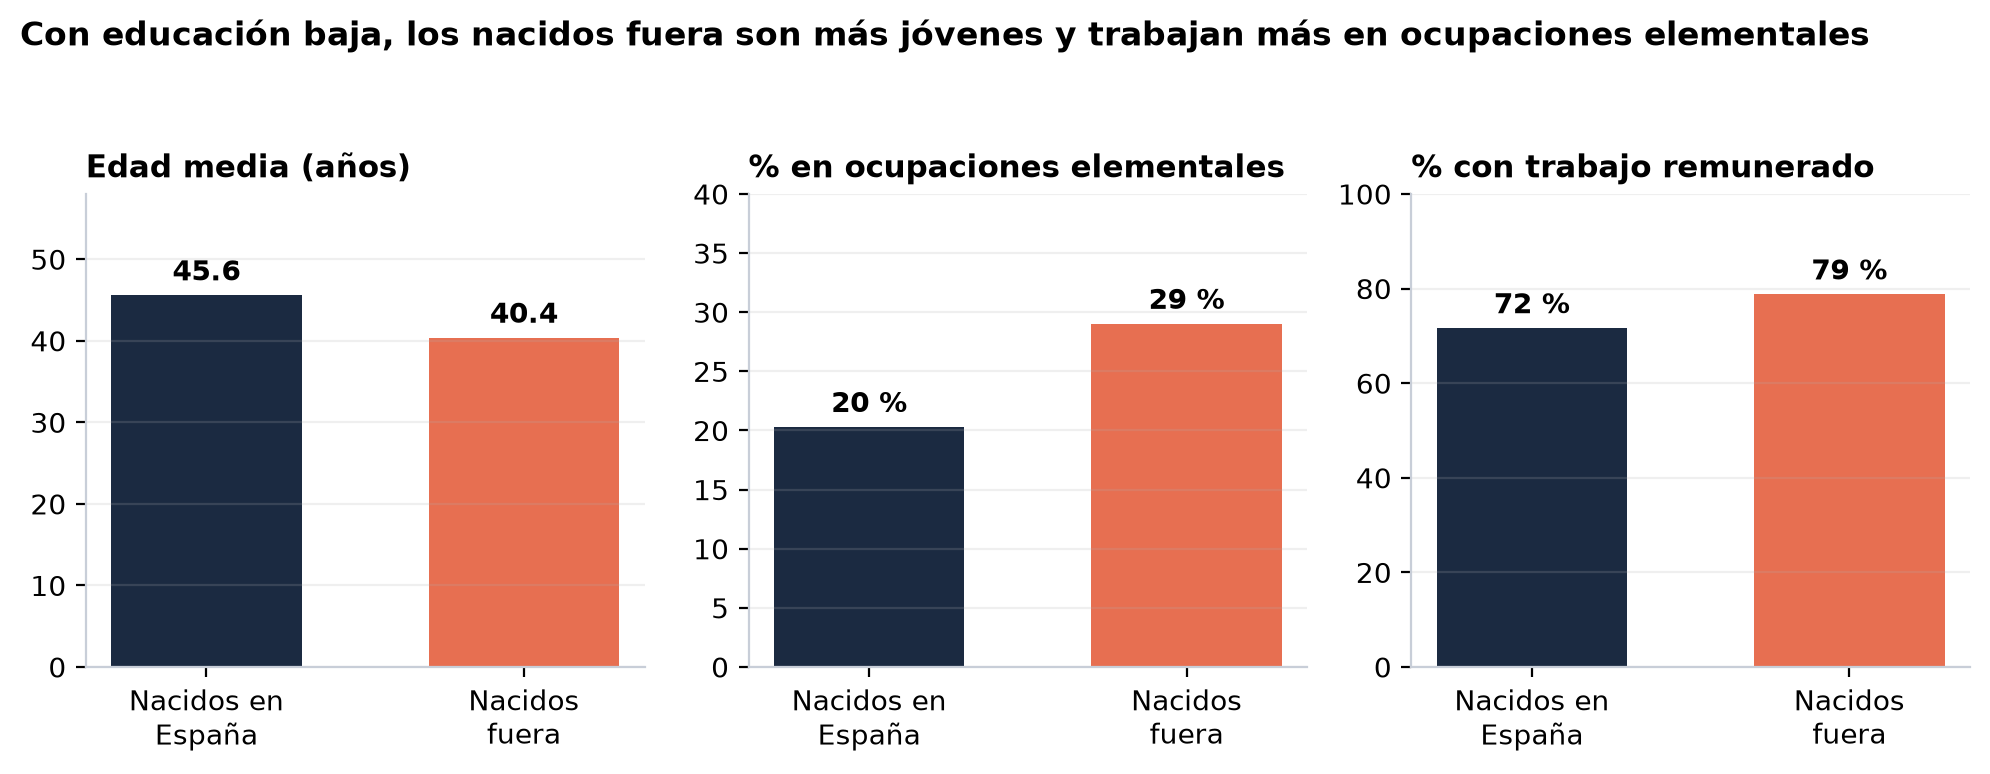 Con educación baja, los nacidos fuera son más jóvenes y trabajan más en ocupaciones elementales
Edad media (años)
50
40
30
20
10
0
45.6
40.4
Nacidos en
España
Nacidos
fuera
% en ocupaciones elementales
40
35
30
25
20
15
10
5
0
20 %
29 %
Nacidos en
España
Nacidos
fuera
% con trabajo remunerado
100
80
60
40
20
0
72 %
79 %
Nacidos en
España
Nacidos
fuera